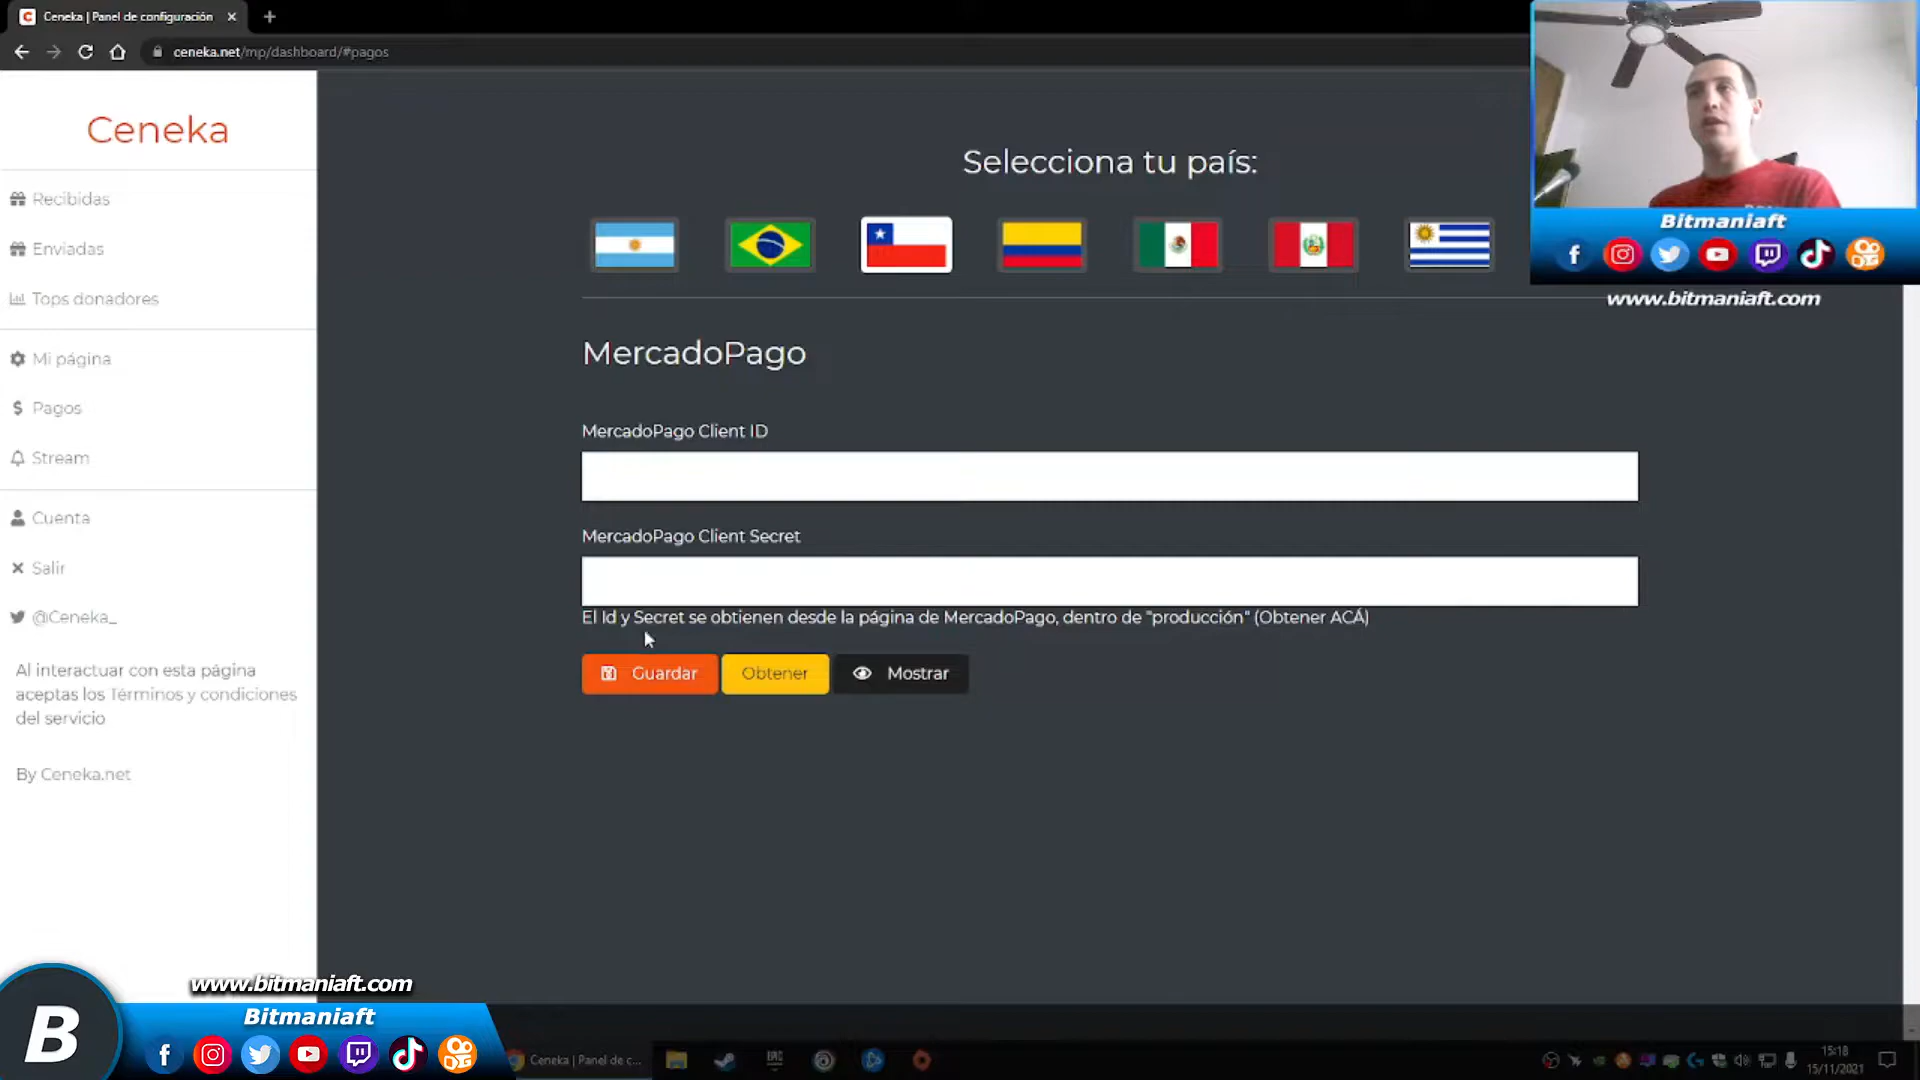 Ceneka | Panel de configuración
ceneka.net/mp/dashboard/#pagos
Ceneka
Recibidas
Enviadas
Tops donadores
Mi página
Pagos
Stream
Cuenta
Salir
@Ceneka_
Al interactuar con esta página
aceptas los Términos y condiciones
del servicio
By Ceneka.net
Selecciona tu país:
MercadoPago
MercadoPago Client ID
MercadoPago Client Secret
El Id y Secret se obtienen desde la página de MercadoPago, dentro de "producción" (Obtener ACÁ)
Guardar
Obtener
Mostrar
Bitmaniaft
www.bitmaniaft.com
www.bitmaniaft.com
B
Bitmaniaft
Ceneka | Panel de c...
EPIC
15:18
15/11/2021